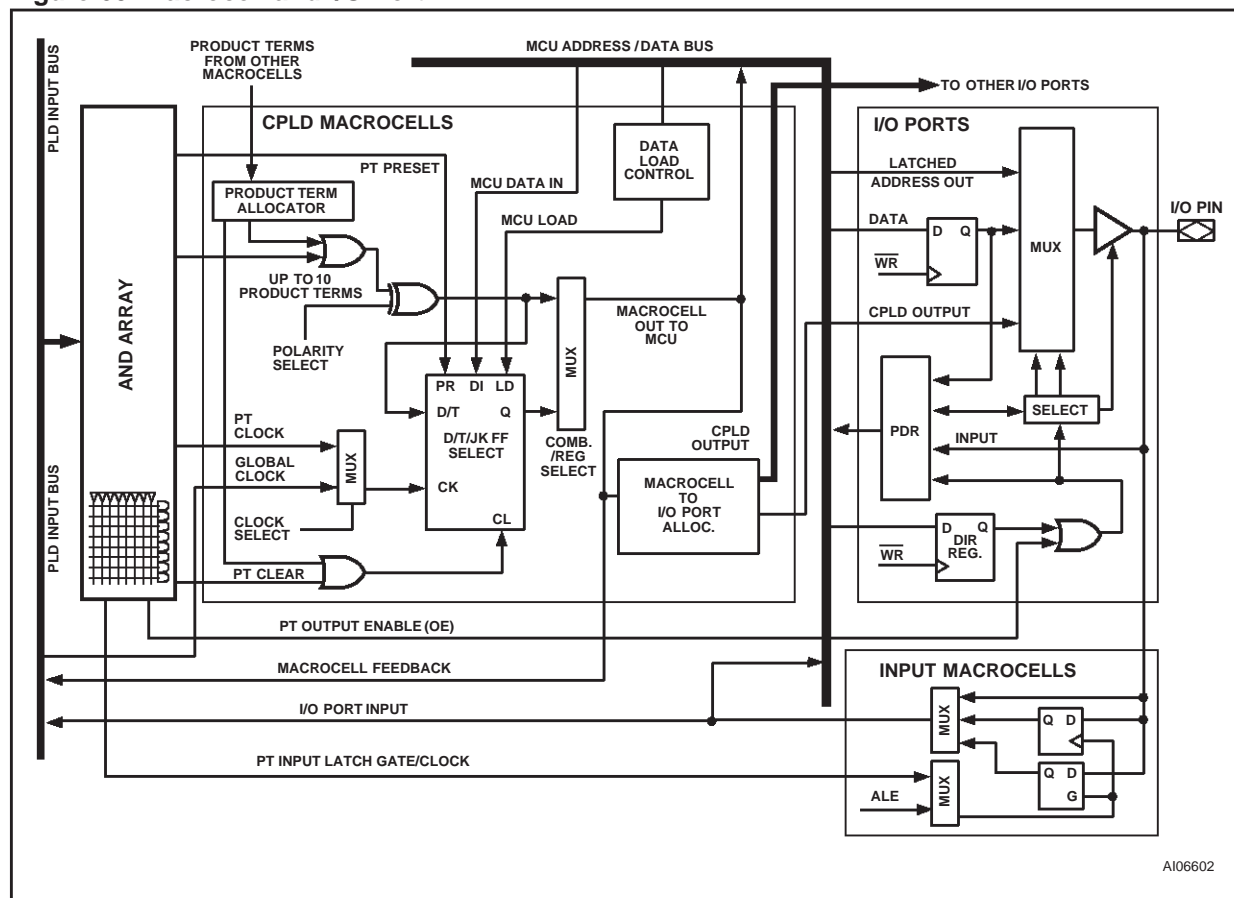 PLD INPUT BUS
PLD INPUT BUS
PRODUCT TERMS
FROM OTHER
MACROCELLS
MCU ADDRESS / DATA BUS
TO OTHER I/O PORTS
AND ARRAY
CPLD MACROCELLS
PT PRESET
PRODUCT TERM
ALLOCATOR
MCU DATA IN
MCU LOAD
DATA
LOAD
CONTROL
UP TO 10
PRODUCT TERMS
POLARITY
SELECT
MUX
MACROCELL
OUT TO
MCU
PR DI LD
D/T Q
D/T/JK FF
SELECT
CK
CL
COMB.
/REG
SELECT
PT
CLOCK
GLOBAL
CLOCK
MUX
CLOCK
SELECT
PT CLEAR
CPLD
OUTPUT
MACROCELL
TO
I/O PORT
ALLOC.
I/O PORTS
LATCHED
ADDRESS OUT
DATA
D Q
WR
MUX
I/O PIN
CPLD OUTPUT
PDR
SELECT
INPUT
D Q
DIR
REG.
WR
PT OUTPUT ENABLE (OE)
MACROCELL FEEDBACK
I/O PORT INPUT
PT INPUT LATCH GATE/CLOCK
INPUT MACROCELLS
MUX
Q D
Q D
G
ALE
MUX
AI06602